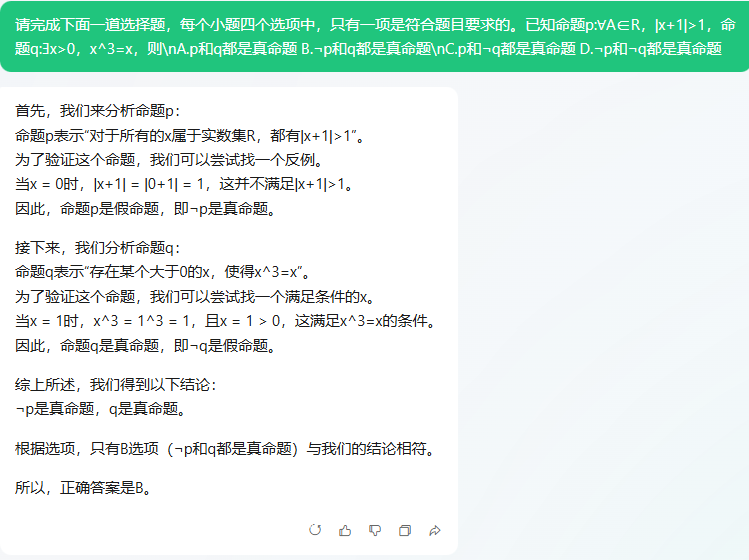 请完成下面一道选择题，每个小题四个选项中，只有一项是符合题目要求的。已知命题p:∀A∈R，|x+1|>1，命
题q:∃x>0，x^3=x，则\nA.p和q都是真命题 B.¬p和q都是真命题\nC.p和¬q都是真命题 D.¬p和¬q都是真命题
首先，我们来分析命题p：
命题p表示“对于所有的x属于实数集R，都有|x+1|>1”。
为了验证这个命题，我们可以尝试找一个反例。
当x = 0时，|x+1| = |0+1| = 1，这并不满足|x+1|>1。
因此，命题p是假命题，即¬p是真命题。
接下来，我们分析命题q：
命题q表示“存在某个大于0的x，使得x^3=x”。
为了验证这个命题，我们可以尝试找一个满足条件的x。
当x = 1时，x^3 = 1^3 = 1，且x = 1 > 0，这满足x^3=x的条件。
因此，命题q是真命题，即¬q是假命题。
综上所述，我们得到以下结论：
¬p是真命题，q是真命题。
根据选项，只有B选项（¬p和q都是真命题）与我们的结论相符。
所以，正确答案是B。